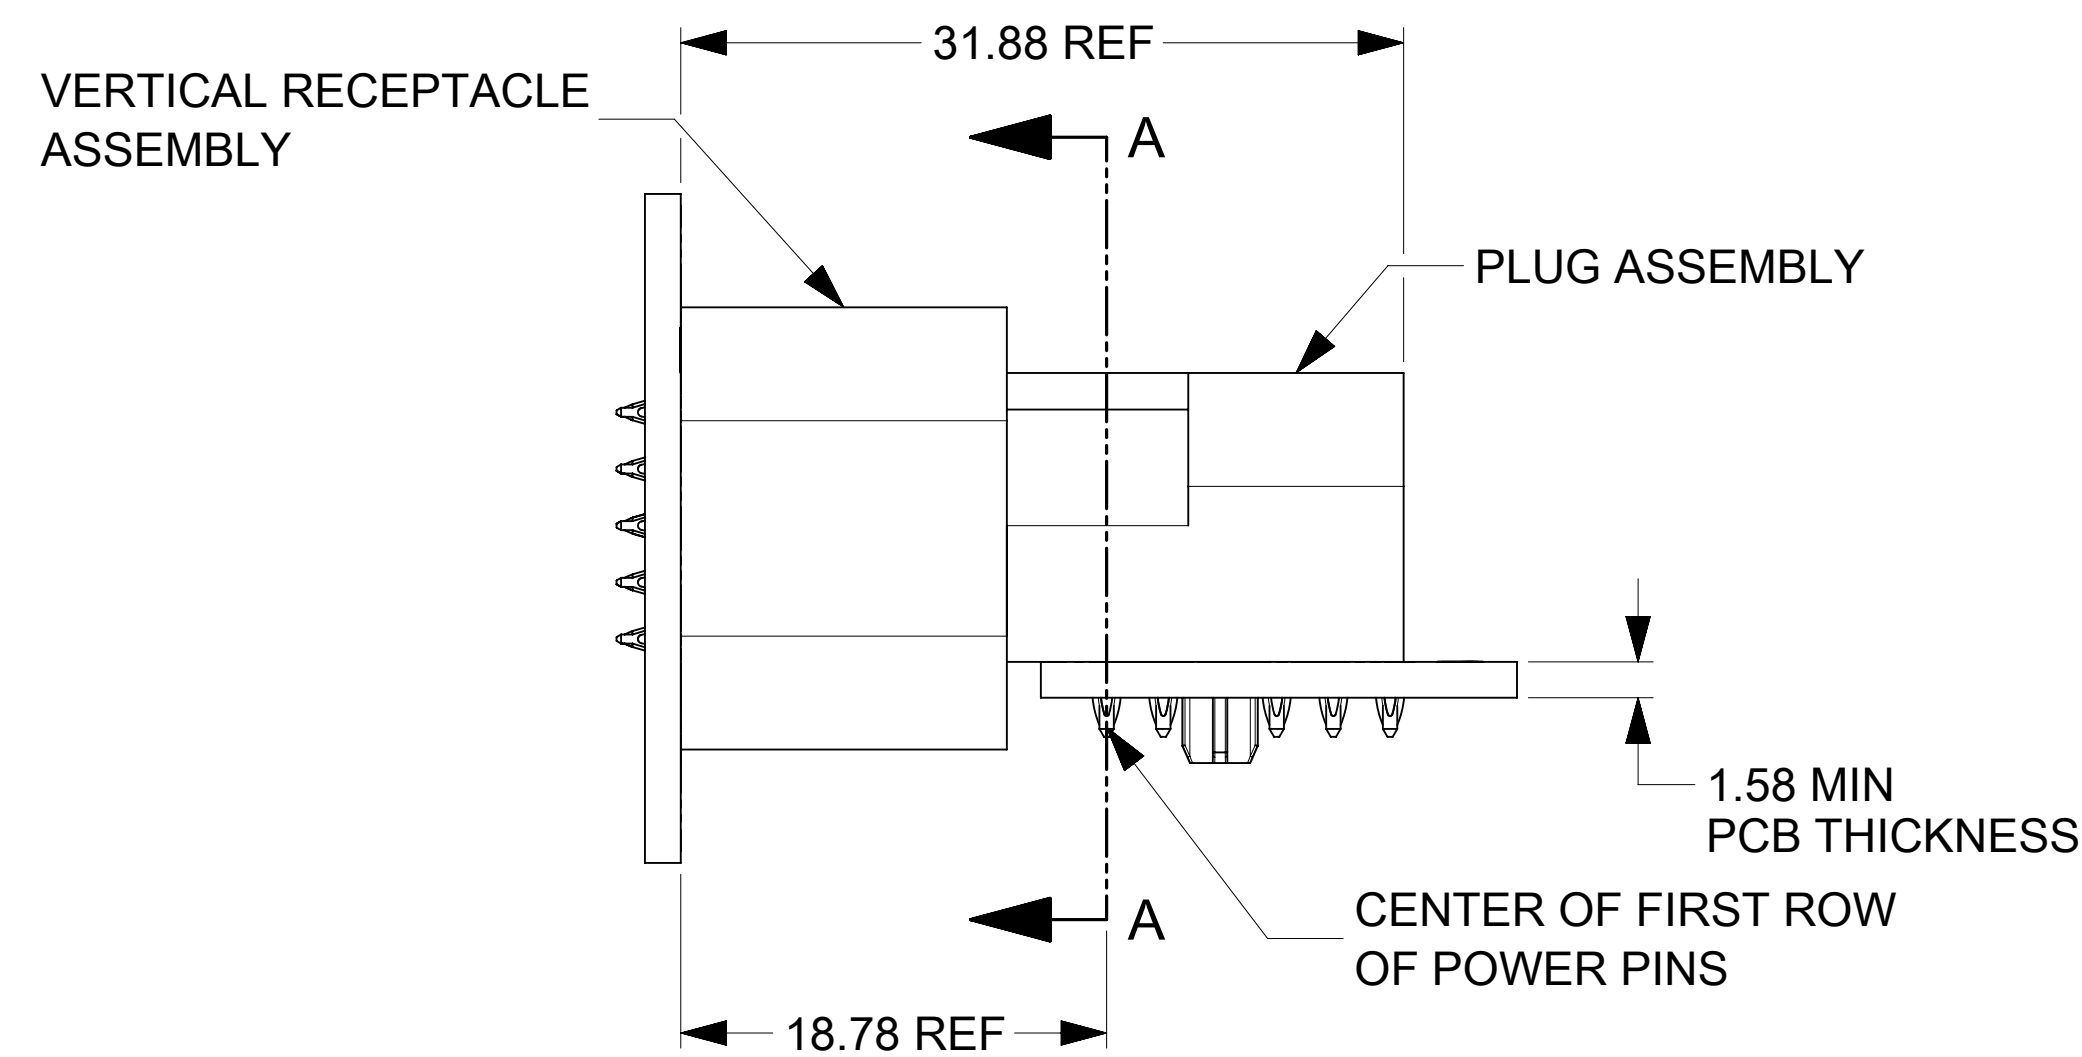 31.88 REF
VERTICAL RECEPTACLE
ASSEMBLY
A
PLUG ASSEMBLY
1.58 MIN
PCB THICKNESS
A
CENTER OF FIRST ROW
OF POWER PINS
18.78 REF